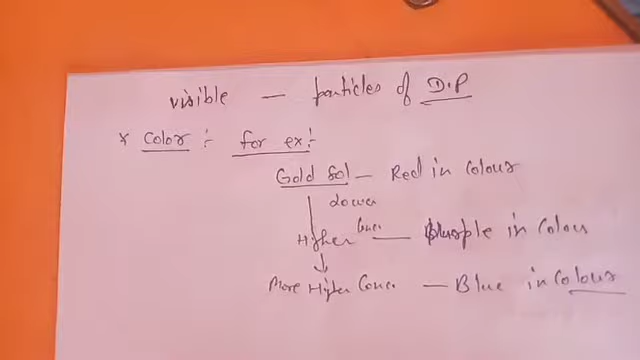 visible — particles of D.P
* Color :- for ex:-
Gold Sol — Red in Colour
lower
Higher Conc — Purple in Colou
More Higher Conc — Blue in Colour